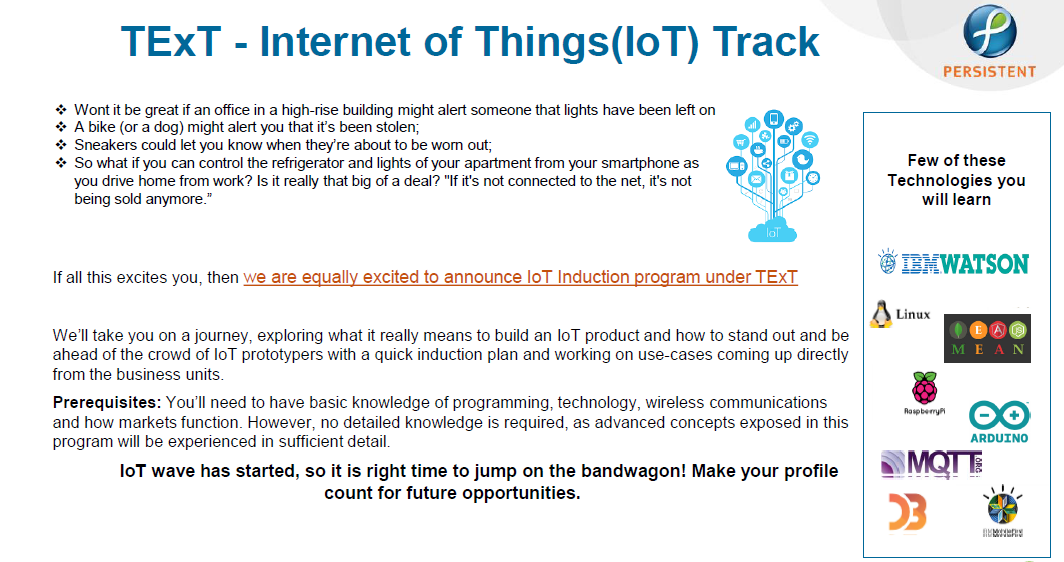 TExT - Internet of Things(IoT) Track
PERSISTENT
❖ Wont it be great if an office in a high-rise building might alert someone that lights have been left on
❖ A bike (or a dog) might alert you that it's been stolen;
❖ Sneakers could let you know when they're about to be worn out;
❖ So what if you can control the refrigerator and lights of your apartment from your smartphone as
you drive home from work? Is it really that big of a deal? "If it's not connected to the net, it's not
being sold anymore.”
IoT
If all this excites you, then we are equally excited to announce IoT Induction program under TExT
We'll take you on a journey, exploring what it really means to build an IoT product and how to stand out and be
ahead of the crowd of IoT prototypers with a quick induction plan and working on use-cases coming up directly
from the business units.
Prerequisites: You'll need to have basic knowledge of programming, technology, wireless communications
and how markets function. However, no detailed knowledge is required, as advanced concepts exposed in this
program will be experienced in sufficient detail.
IoT wave has started, so it is right time to jump on the bandwagon! Make your profile
count for future opportunities.
Few of these
Technologies you
will learn
IBM WATSON
Linux
M E A N
RaspberryPi
ARDUINO
MQTT.ORG
D3
IBM MobileFirst